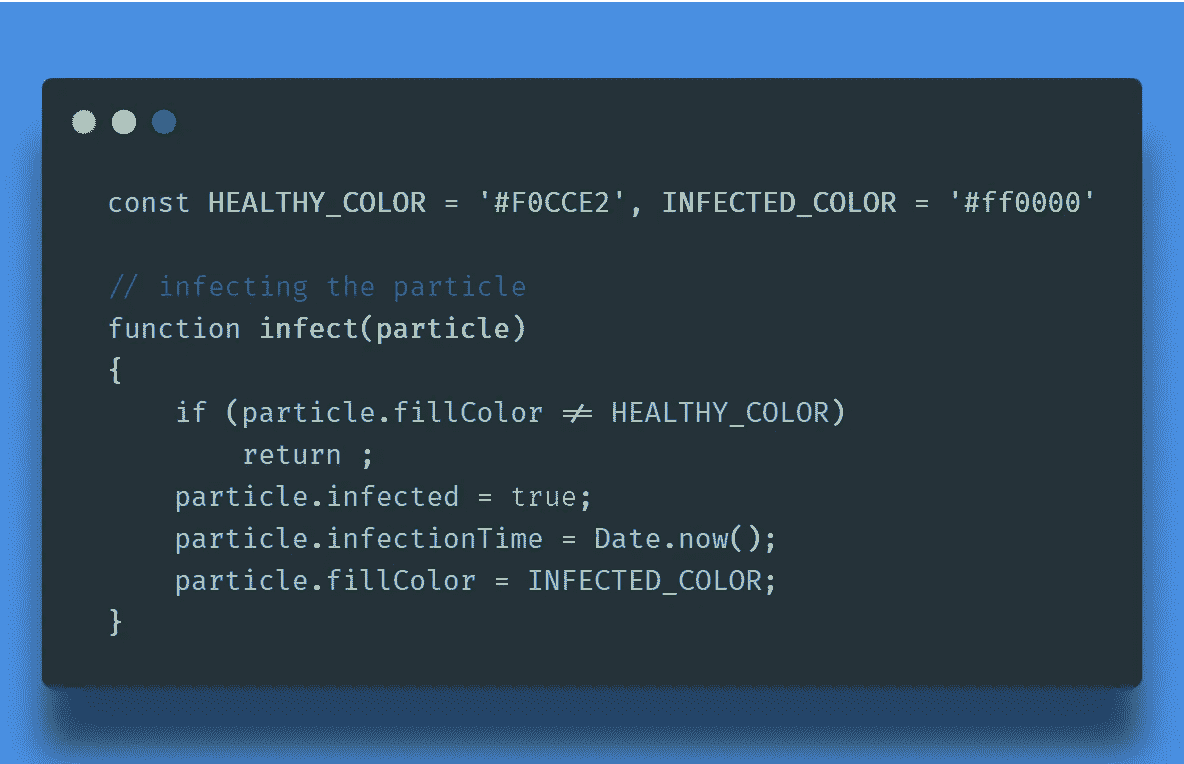 const HEALTHY_COLOR = '#F0CCE2', INFECTED_COLOR = '#ff0000'
// infecting the particle
function infect(particle)
{
    if (particle.fillColor != HEALTHY_COLOR)
        return ;
    particle.infected = true;
    particle.infectionTime = Date.now();
    particle.fillColor = INFECTED_COLOR;
}